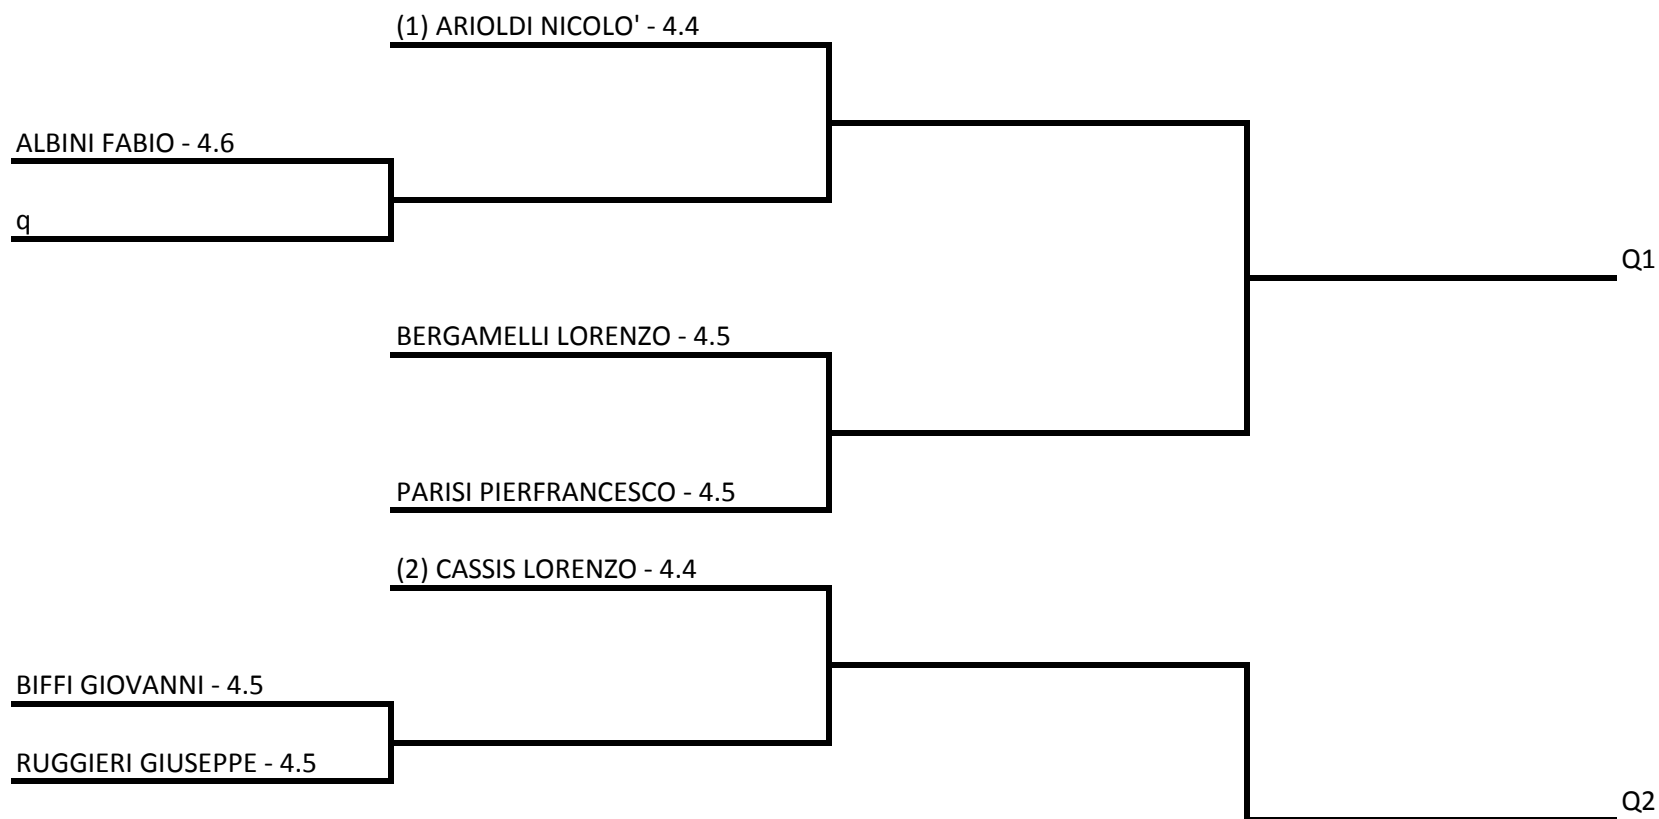 (1) ARIOLDI NICOLO' - 4.4
ALBINI FABIO - 4.6
q
Q1
BERGAMELLI LORENZO - 4.5
PARISI PIERFRANCESCO - 4.5
(2) CASSIS LORENZO - 4.4
BIFFI GIOVANNI - 4.5
RUGGIERI GIUSEPPE - 4.5
Q2